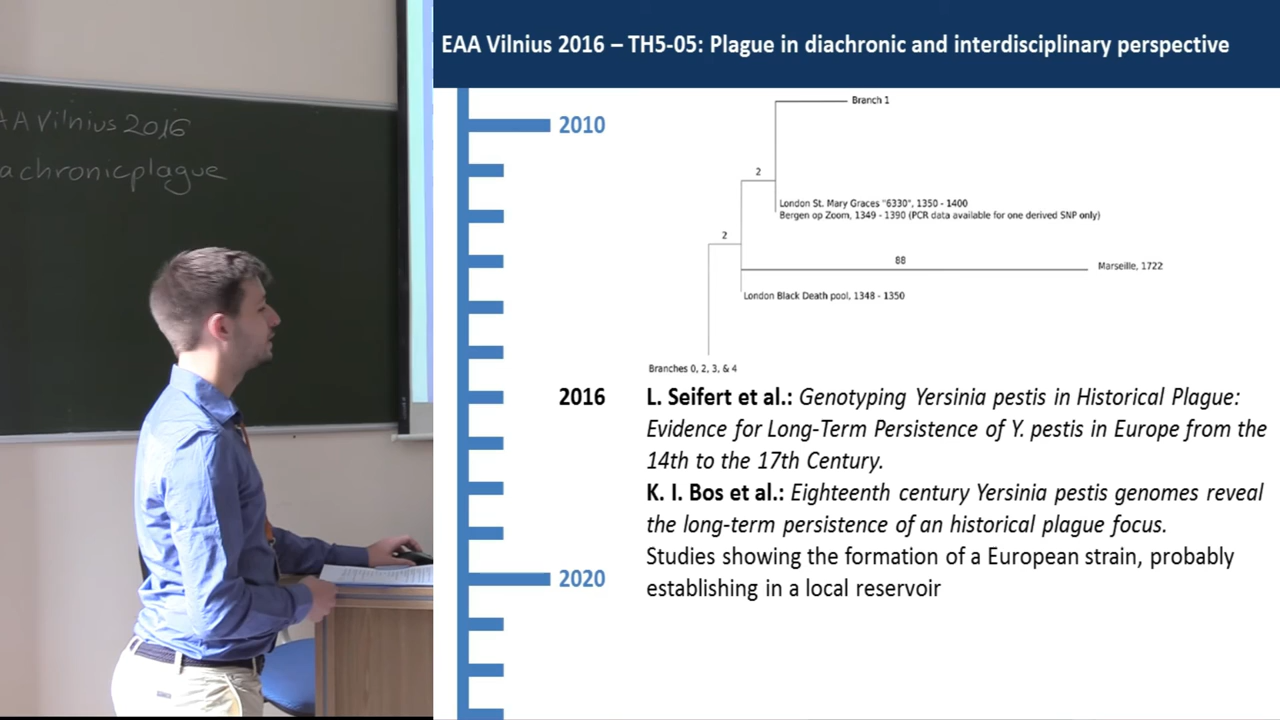 AA Vilnius 2016
achronicplague
EAA Vilnius 2016 – TH5-05: Plague in diachronic and interdisciplinary perspective
2010
Branch 1
2
London St. Mary Graces "6330", 1350 - 1400
Bergen op Zoom, 1349 - 1390 (PCR data available for one derived SNP only)
2
88
Marseille, 1722
London Black Death pool, 1348 - 1350
Branches 0, 2, 3, & 4
2016
L. Seifert et al.: Genotyping Yersinia pestis in Historical Plague:
Evidence for Long-Term Persistence of Y. pestis in Europe from the
14th to the 17th Century.
K. I. Bos et al.: Eighteenth century Yersinia pestis genomes reveal
the long-term persistence of an historical plague focus.
Studies showing the formation of a European strain, probably
establishing in a local reservoir
2020